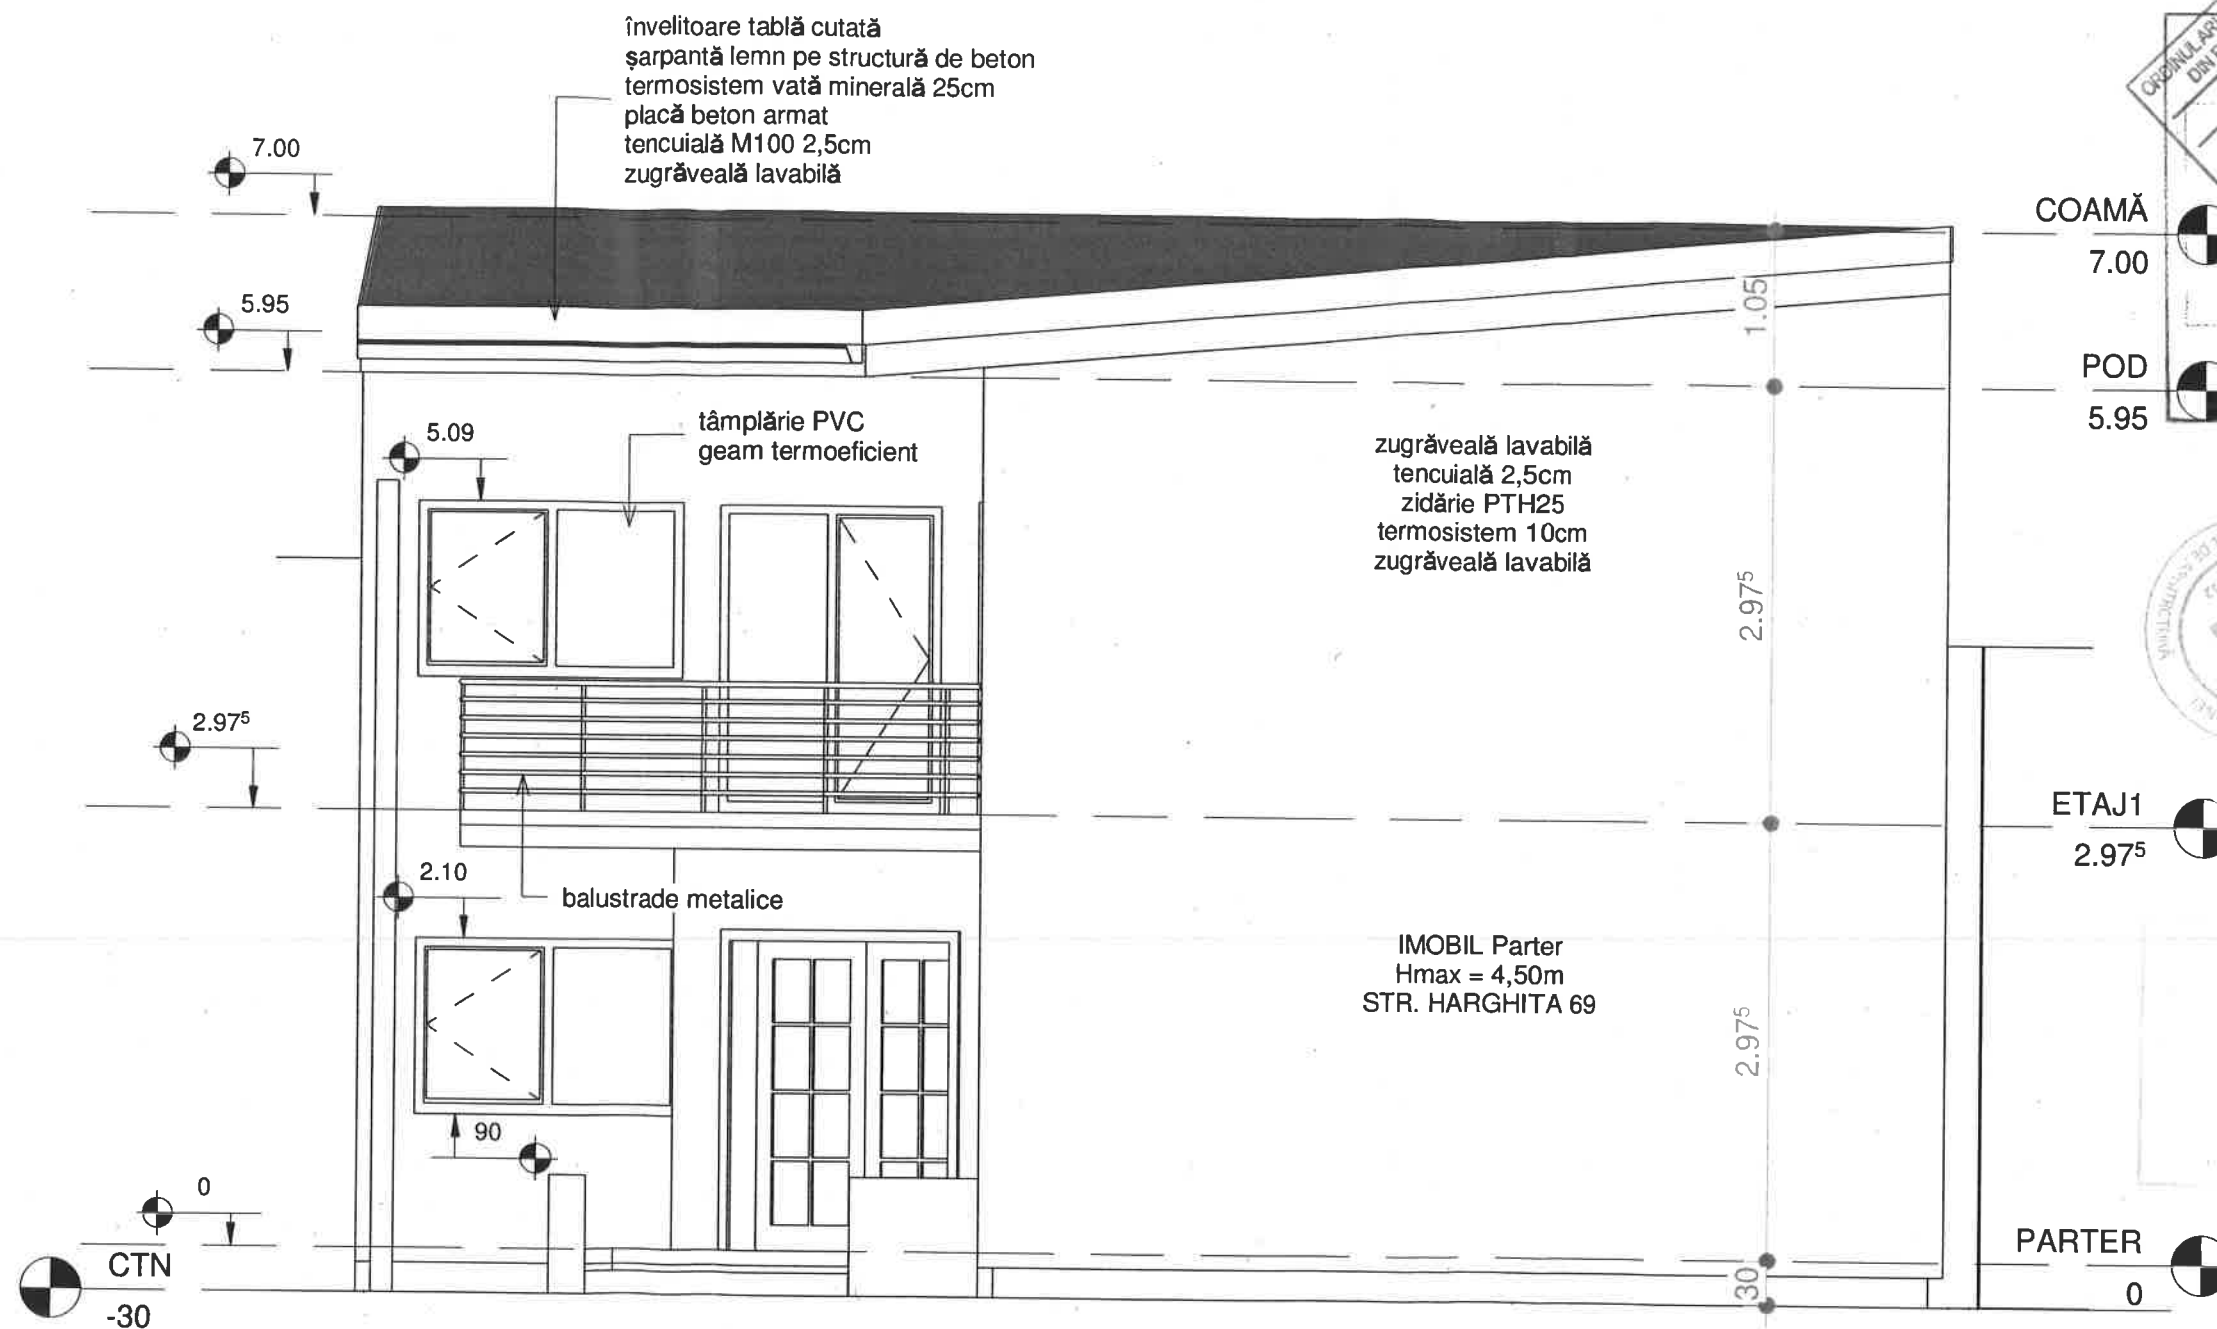 învelitoare tablă cutată
șarpantă lemn pe structură de beton
termosistem vată minerală 25cm
placă beton armat
tencuială M100 2,5cm
zugrăveală lavabilă
7.00
5.95
COAMĂ
7.00
1.05
POD
5.95
tâmplărie PVC
geam termoeficient
5.09
zugrăveală lavabilă
tencuială 2,5cm
zidărie PTH25
termosistem 10cm
zugrăveală lavabilă
2.97⁵
2.97⁵
ETAJ1
2.97⁵
2.10
balustrade metalice
IMOBIL Parter
Hmax = 4,50m
STR. HARGHITA 69
2.97⁵
90
0
CTN
-30
PARTER
0
30